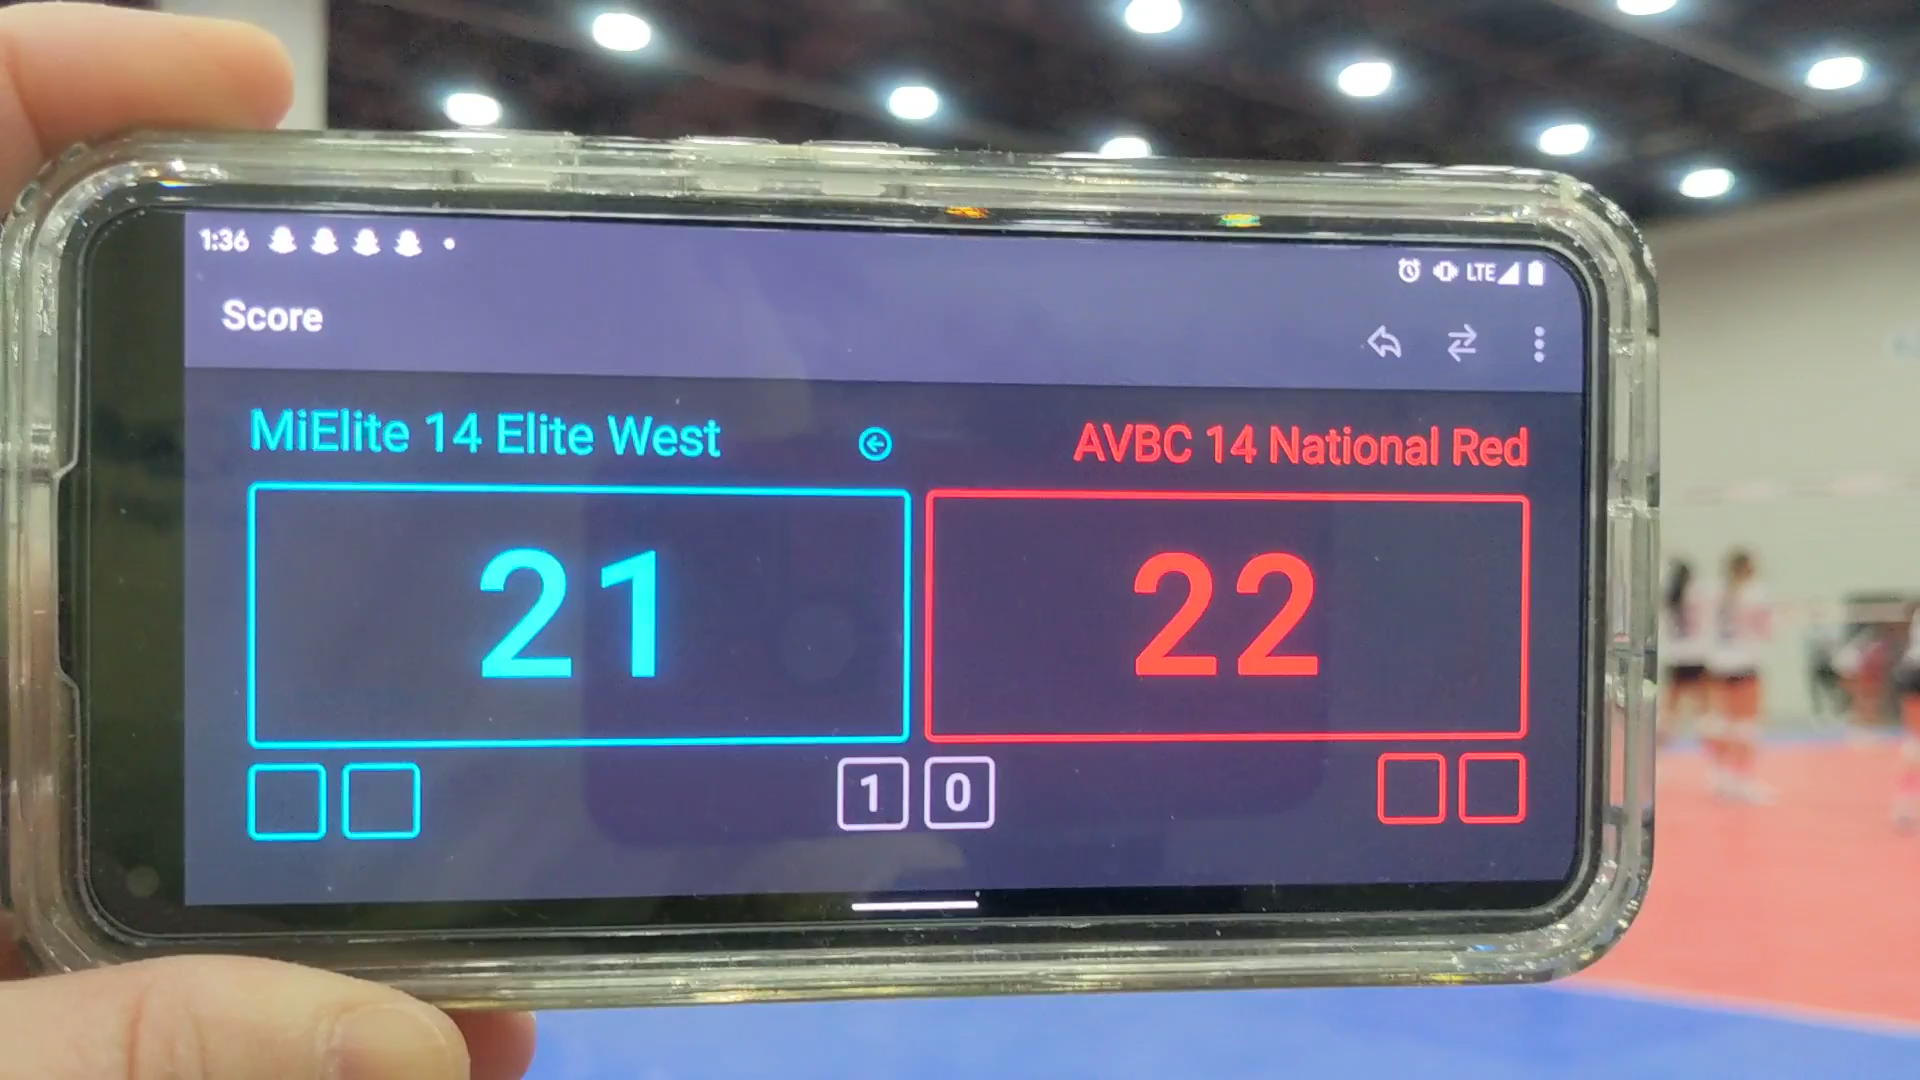 1:36
LTE
Score
MiElite 14 Elite West
AVBC 14 National Red
21
22
1 0